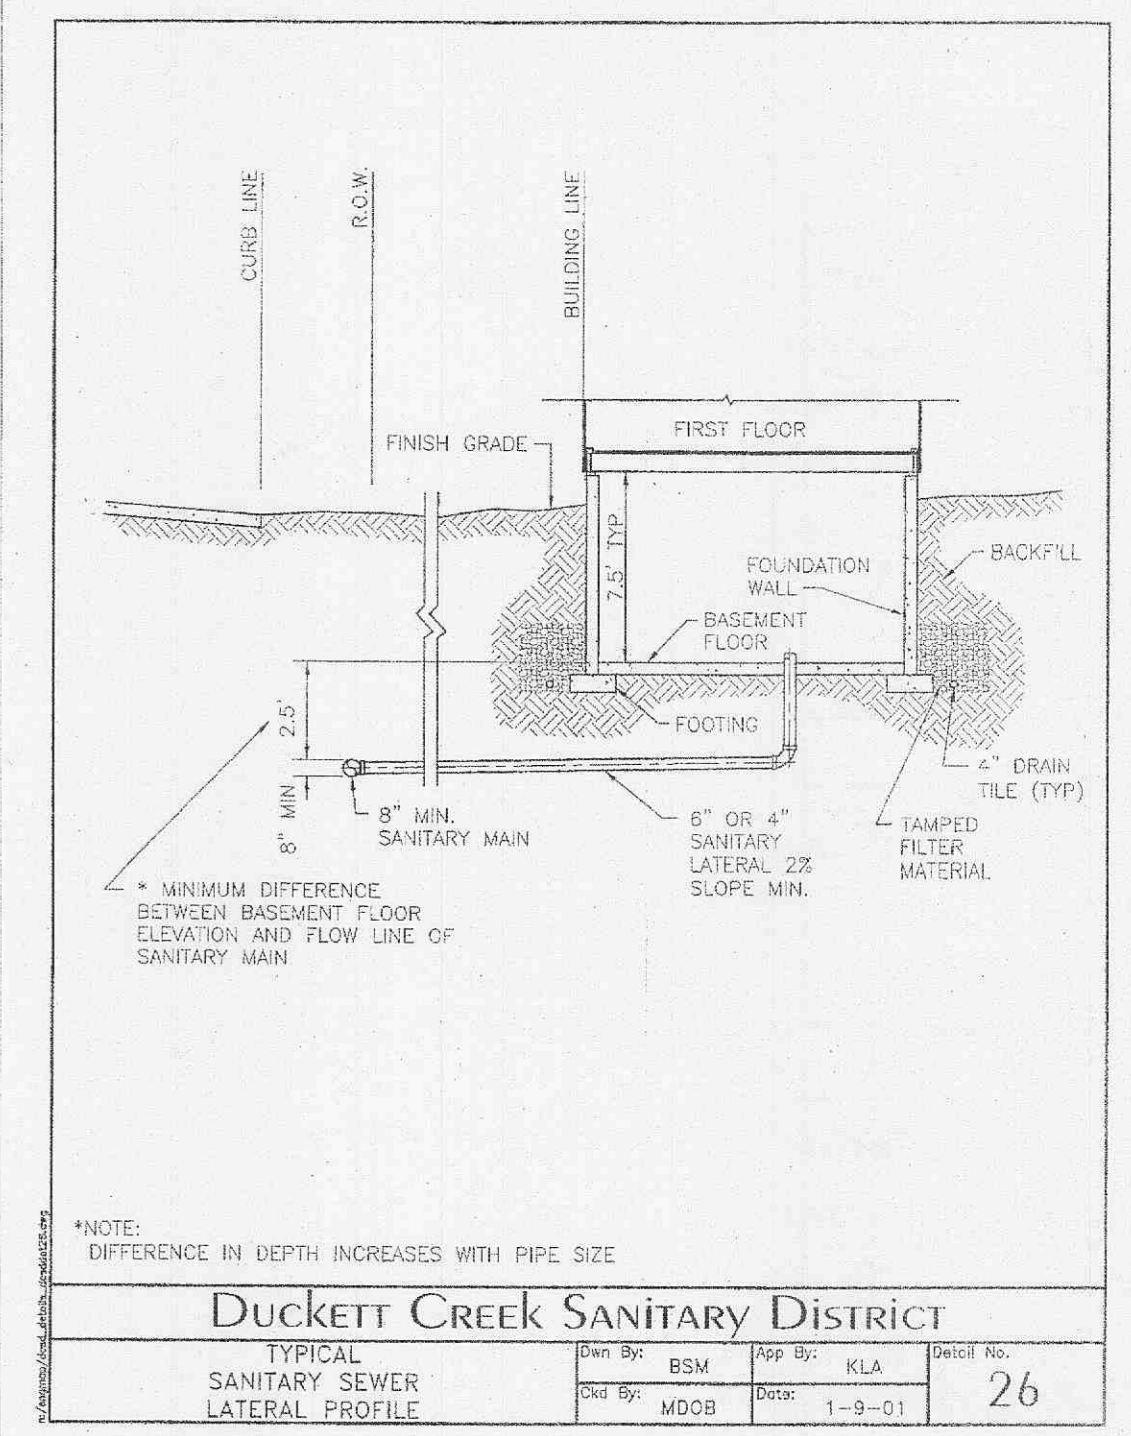 CURB LINE
R.O.W.
BUILDING LINE
FIRST FLOOR
FINISH GRADE
7.5' TYP.
BACKFILL
FOUNDATION
WALL
BASEMENT
FLOOR
2.5'
FOOTING
8" MIN
8" MIN.
SANITARY MAIN
4" DRAIN
TILE (TYP)
6" OR 4"
SANITARY
LATERAL 2%
SLOPE MIN.
TAMPED
FILTER
MATERIAL
* MINIMUM DIFFERENCE
BETWEEN BASEMENT FLOOR
ELEVATION AND FLOW LINE OF
SANITARY MAIN
*NOTE:
DIFFERENCE IN DEPTH INCREASES WITH PIPE SIZE
DUCKETT CREEK SANITARY DISTRICT
TYPICAL
SANITARY SEWER
LATERAL PROFILE
Dwn By:
BSM
App By:
KLA
Detail No.
26
Ckd By:
MDOB
Date:
1-9-01